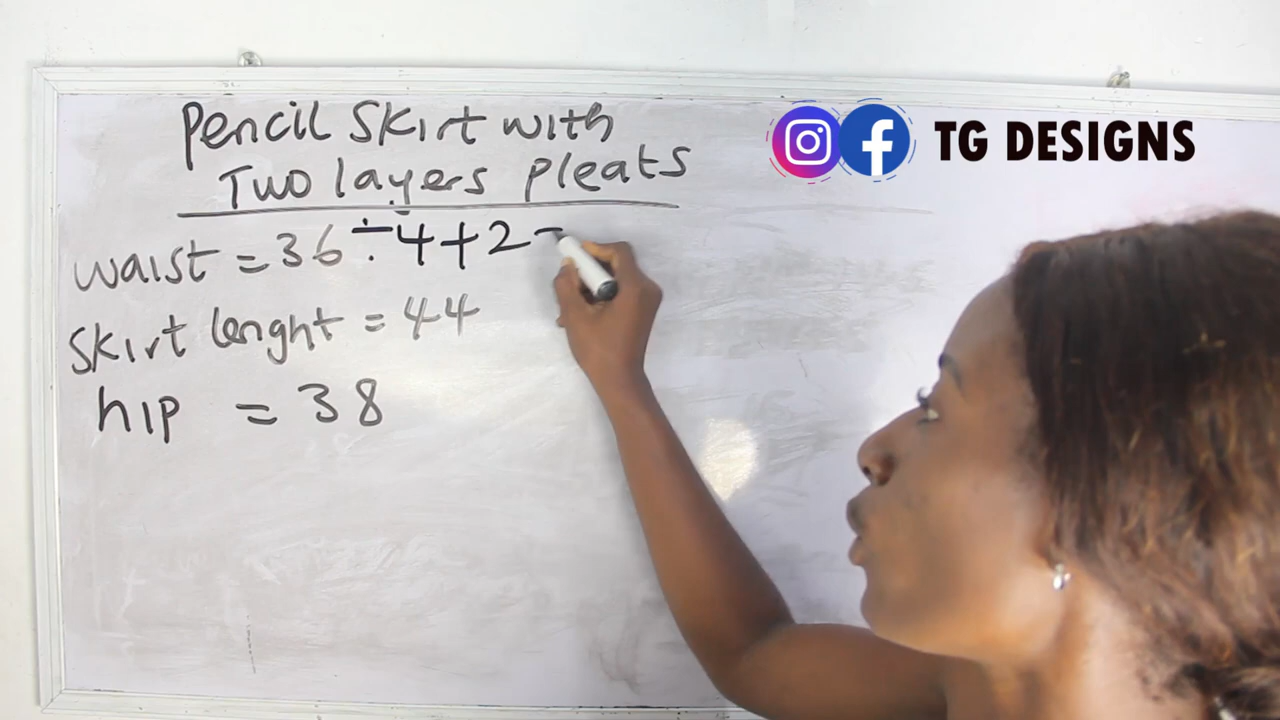 Pencil Skirt with
Two layers pleats
waist = 36 ÷ 4 + 2 =
Skirt lenght = 44
hip = 38
TG DESIGNS